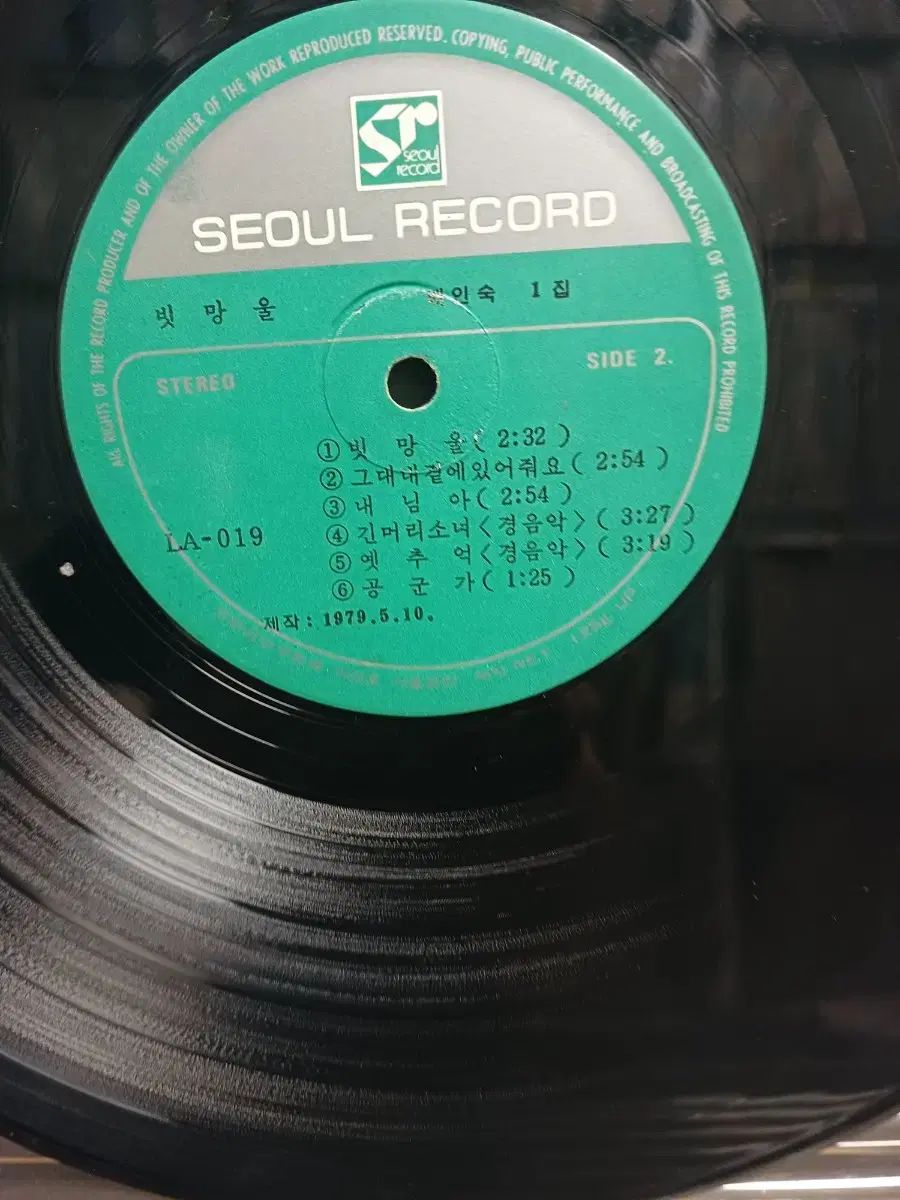 ALL RIGHTS OF THE RECORD PRODUCER AND OF THE OWNER OF THE WORK REPRODUCED RESERVED. COPYING, PUBLIC PERFORMANCE AND BROADCASTING OF THIS RECORD PROHIBITED
sr
seoul
record
SEOUL RECORD
빗 망 울 인숙 1 집
STEREO SIDE 2.
① 빗 망 울 ( 2:32 )
② 그대내곁에있어줘요 ( 2:54 )
③ 내 님 아 ( 2:54 )
④ 긴머리소녀 <경음악> ( 3:27 )
LA-019
⑤ 옛 추 억 <경음악> ( 3:19 )
⑥ 공 군 가 ( 1:25 )
제작: 1979.5.10.